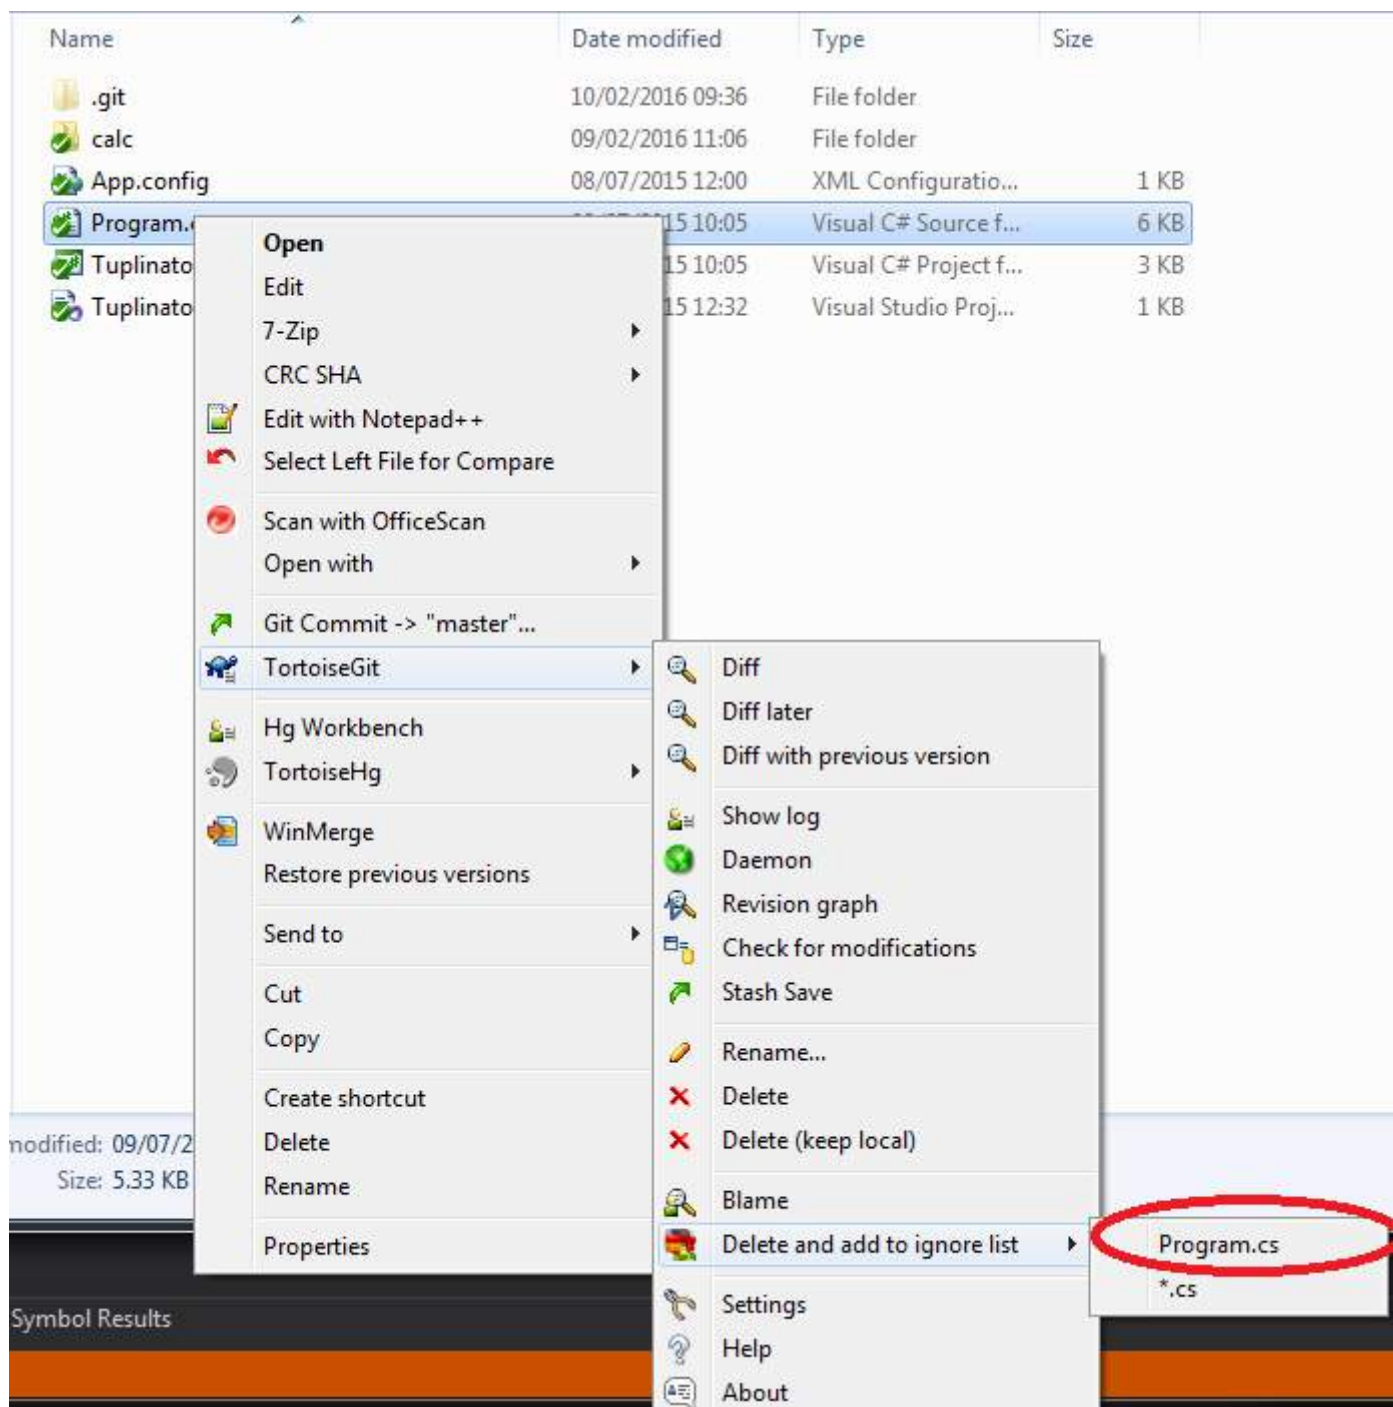 Name Date modified Type Size
.git 10/02/2016 09:36 File folder
calc 09/02/2016 11:06 File folder
App.config 08/07/2015 12:00 XML Configuratio... 1 KB
Program. 15 10:05 Visual C# Source f... 6 KB
Tuplinato 15 10:05 Visual C# Project f... 3 KB
Tuplinato 15 12:32 Visual Studio Proj... 1 KB
Open
Edit
7-Zip
CRC SHA
Edit with Notepad++
Select Left File for Compare
Scan with OfficeScan
Open with
Git Commit -> "master"...
TortoiseGit
Hg Workbench
TortoiseHg
WinMerge
Restore previous versions
Send to
Cut
Copy
Create shortcut
Delete
Rename
Properties
Diff
Diff later
Diff with previous version
Show log
Daemon
Revision graph
Check for modifications
Stash Save
Rename...
Delete
Delete (keep local)
Blame
Delete and add to ignore list
Settings
Help
About
Program.cs
*.cs
modified: 09/07/2
Size: 5.33 KB
Symbol Results